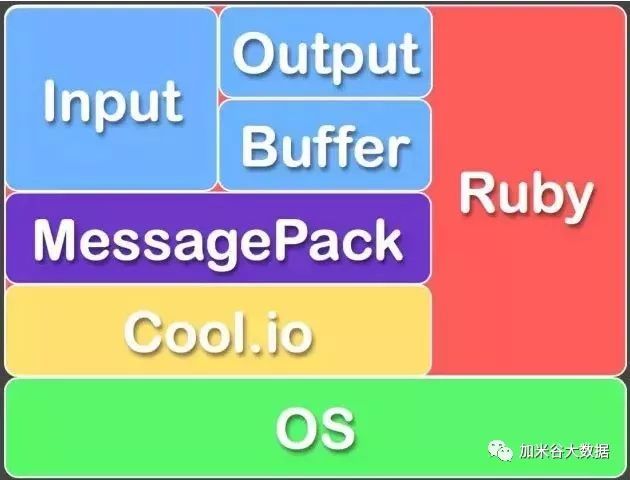 Input
Output
Buffer
Ruby
MessagePack
Cool.io
OS
加米谷大数据